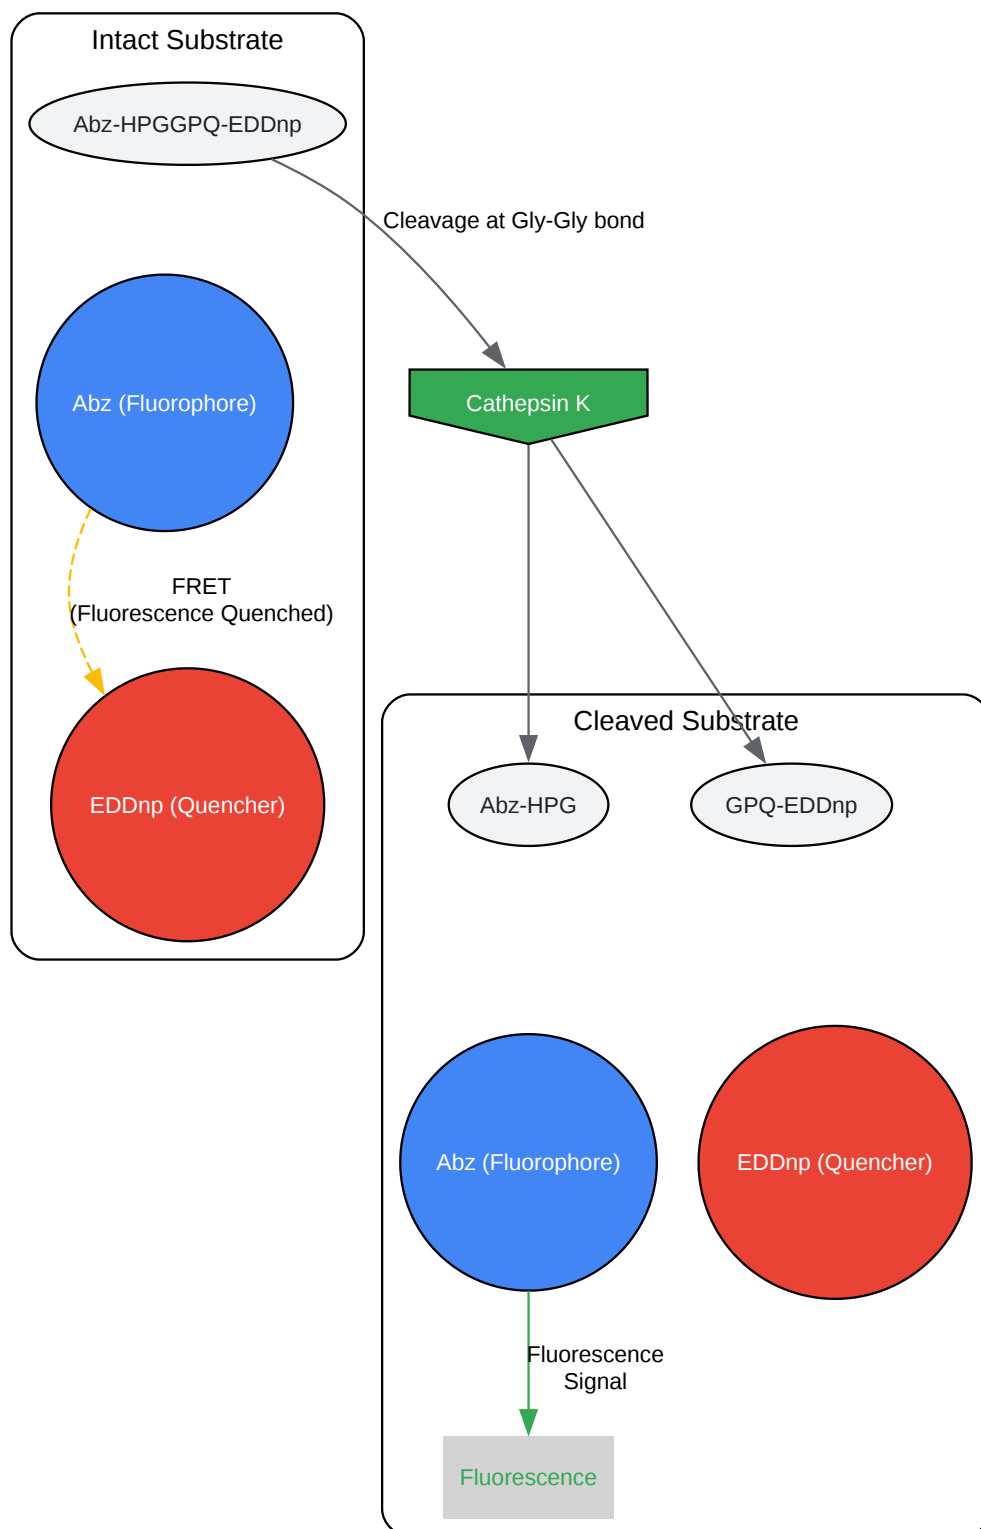 Intact Substrate
Abz-HPGGPQ-EDDnp
Cleavage at Gly-Gly bond
Abz (Fluorophore)
Cathepsin K
FRET
(Fluorescence Quenched)
EDDnp (Quencher)
Cleaved Substrate
Abz-HPG
GPQ-EDDnp
Abz (Fluorophore)
EDDnp (Quencher)
Fluorescence
Signal
Fluorescence